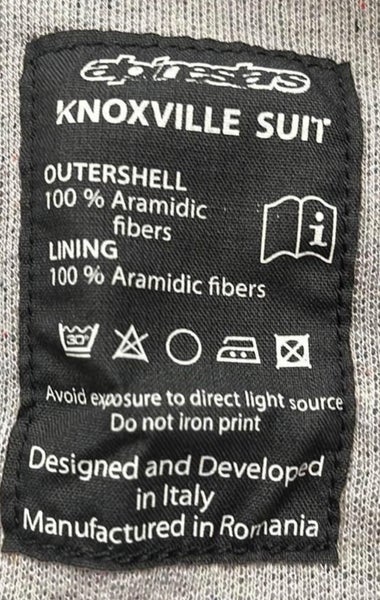 alpinestars
KNOXVILLE SUIT
OUTERSHELL
100 % Aramidic
fibers
LINING
100 % Aramidic fibers
30°
Avoid exposure to direct light source
Do not iron print
Designed and Developed
in Italy
Manufactured in Romania